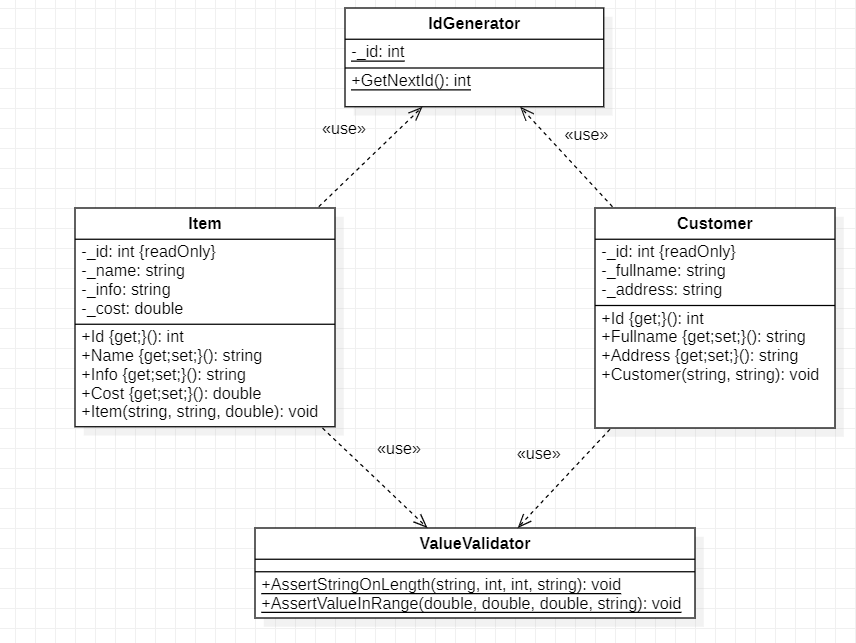 IdGenerator
-_id: int
+GetNextId(): int
«use»
«use»
Item
-_id: int {readOnly}
-_name: string
-_info: string
-_cost: double
+Id {get;}(): int
+Name {get;set;}(): string
+Info {get;set;}(): string
+Cost {get;set;}(): double
+Item(string, string, double): void
Customer
-_id: int {readOnly}
-_fullname: string
-_address: string
+Id {get;}(): int
+Fullname {get;set;}(): string
+Address {get;set;}(): string
+Customer(string, string): void
«use»
«use»
ValueValidator
+AssertStringOnLength(string, int, int, string): void
+AssertValueInRange(double, double, double, string): void